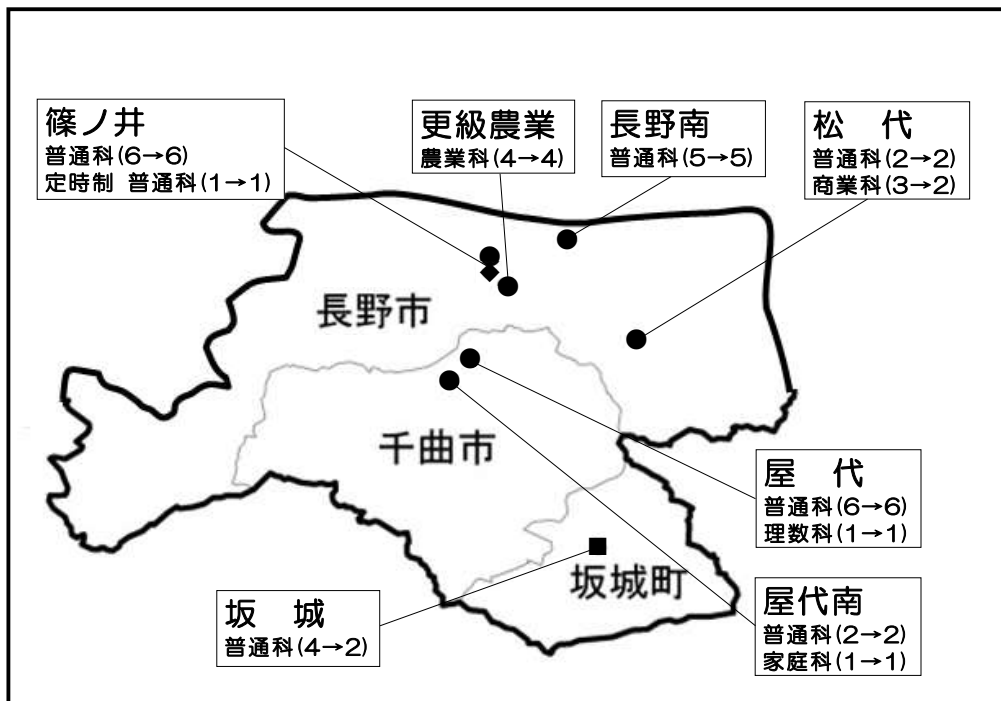 篠ノ井
普通科(6→6)
定時制 普通科(1→1)
更級農業
農業科(4→4)
長野南
普通科(5→5)
松　代
普通科(2→2)
商業科(3→2)
長野市
千曲市
屋　代
普通科(6→6)
理数科(1→1)
坂城町
坂　城
普通科(4→2)
屋代南
普通科(2→2)
家庭科(1→1)